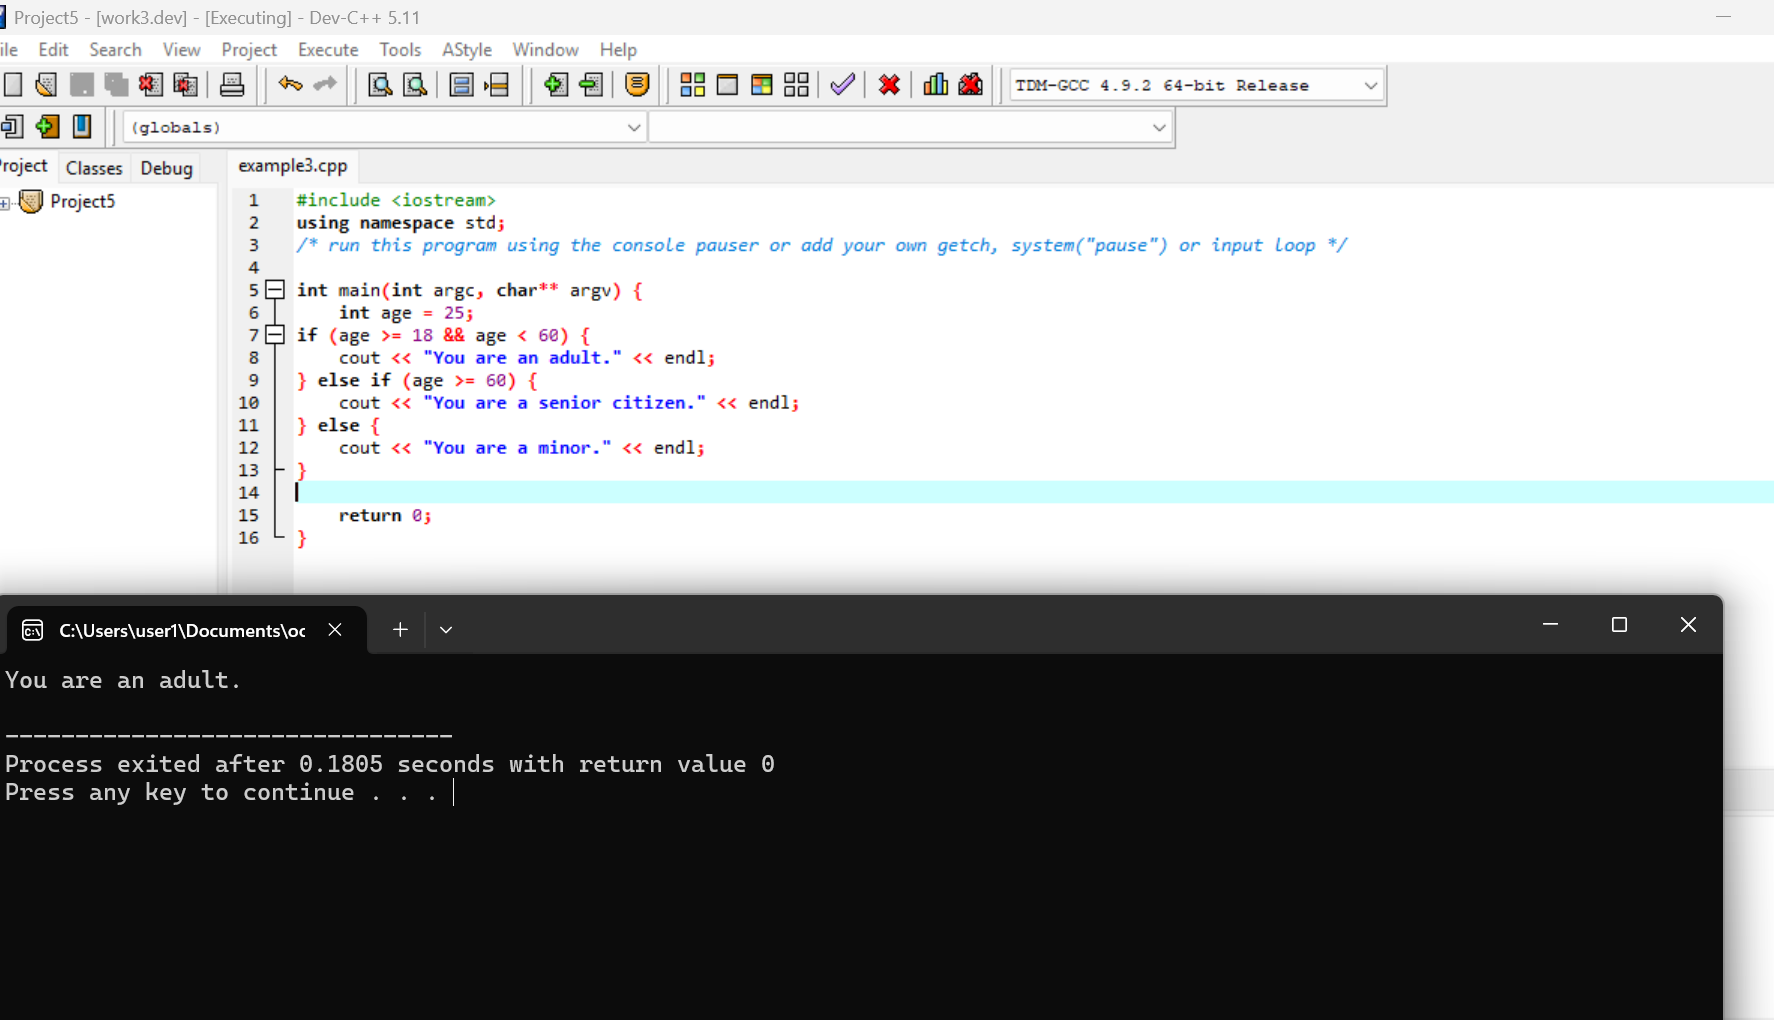 Project5 - [work3.dev] - [Executing] - Dev-C++ 5.11
ile Edit Search View Project Execute Tools AStyle Window Help
TDM-GCC 4.9.2 64-bit Release
(globals)
roject Classes Debug example3.cpp
Project5
1 #include <iostream>
2 using namespace std;
3 /* run this program using the console pauser or add your own getch, system("pause") or input loop */
4
5 int main(int argc, char** argv) {
6 int age = 25;
7 if (age >= 18 && age < 60) {
8 cout << "You are an adult." << endl;
9 } else if (age >= 60) {
10 cout << "You are a senior citizen." << endl;
11 } else {
12 cout << "You are a minor." << endl;
13 }
14
15 return 0;
16 }
C:\Users\user1\Documents\oc
You are an adult.
--------------------------------
Process exited after 0.1805 seconds with return value 0
Press any key to continue . . .